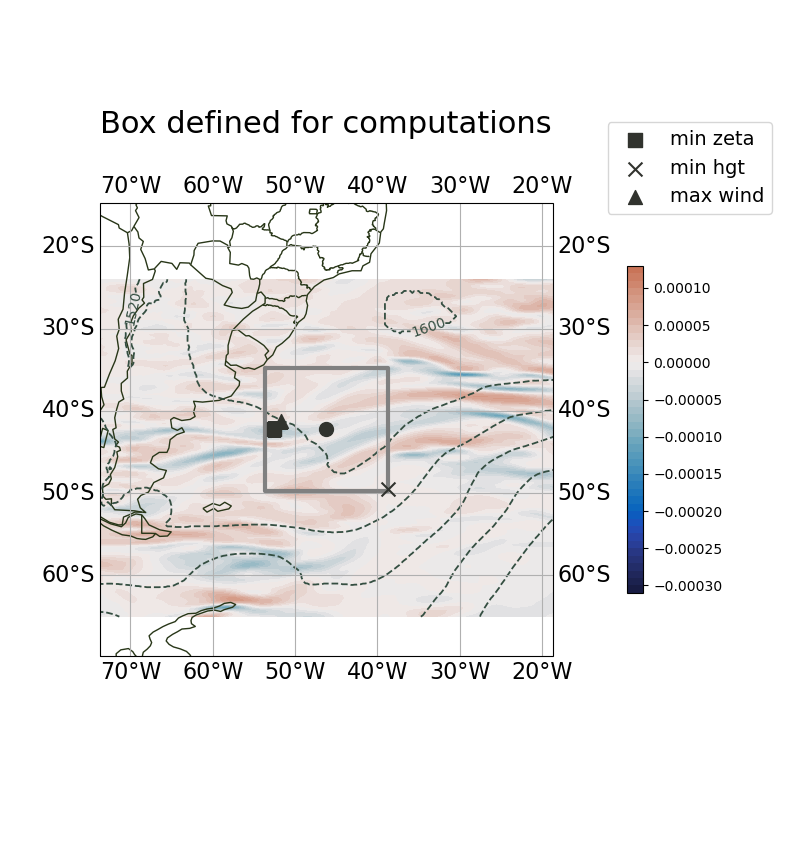 Box defined for computations
min zeta
min hgt
max wind
70°W 60°W 50°W 40°W 30°W 20°W
20°S 20°S
30°S 30°S
40°S 40°S
50°S 50°S
60°S 60°S
70°W 60°W 50°W 40°W 30°W 20°W
1520
1600
0.00010
0.00005
0.00000
−0.00005
−0.00010
−0.00015
−0.00020
−0.00025
−0.00030